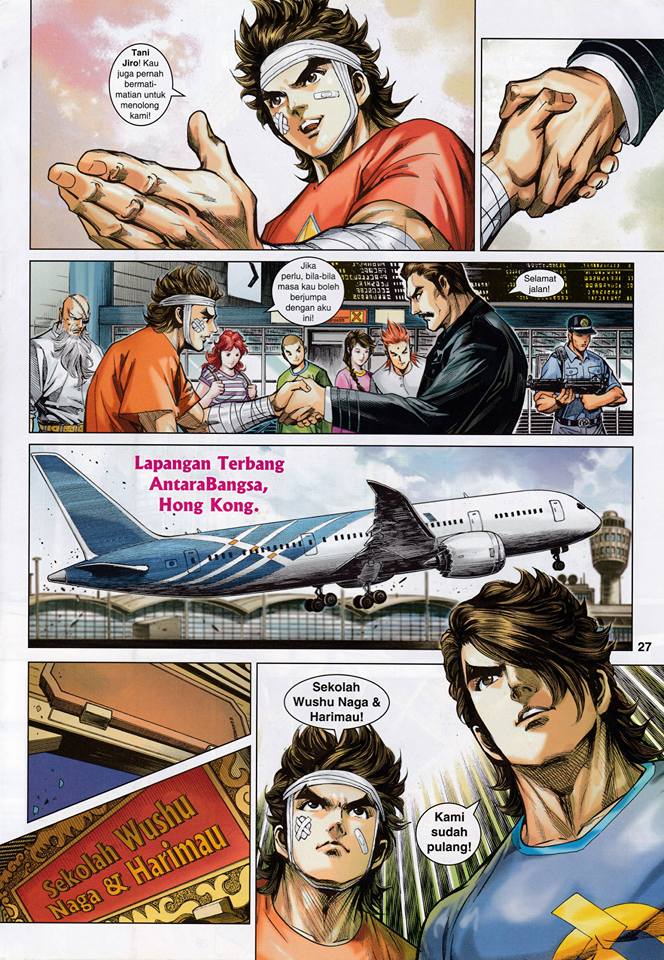 Tani
Jiro! Kau
juga pernah
bermati-
matian untuk
menolong
kami!
Jika
perlu, bila-bila
masa kau boleh
berjumpa
dengan aku
ini!
Selamat
jalan!
Lapangan Terbang
AntaraBangsa,
Hong Kong.
27
Sekolah Wushu
Naga & Harimau
Sekolah
Wushu Naga &
Harimau!
Kami
sudah
pulang!